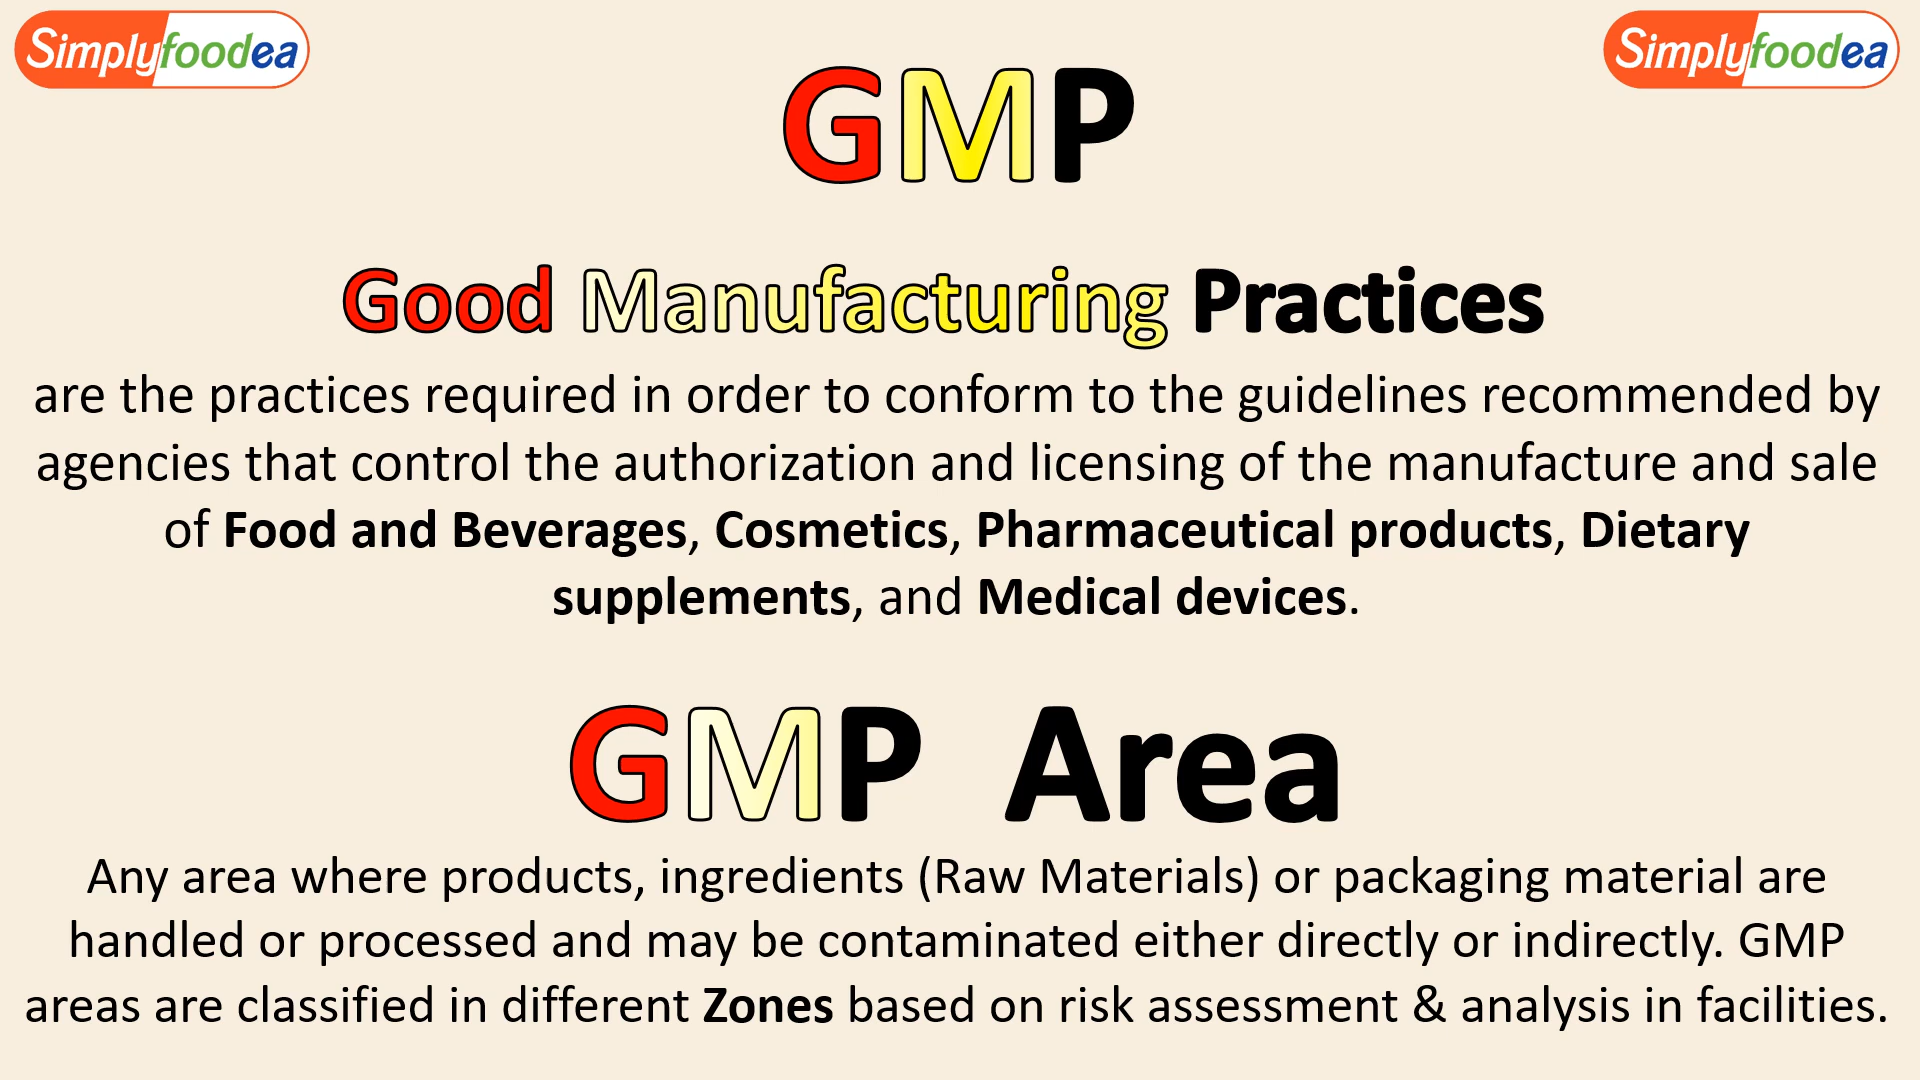 Simplyfoodea
Simplyfoodea
GMP
Good Manufacturing Practices
are the practices required in order to conform to the guidelines recommended by
agencies that control the authorization and licensing of the manufacture and sale
of Food and Beverages, Cosmetics, Pharmaceutical products, Dietary
supplements, and Medical devices.
GMP Area
Any area where products, ingredients (Raw Materials) or packaging material are
handled or processed and may be contaminated either directly or indirectly. GMP
areas are classified in different Zones based on risk assessment & analysis in facilities.